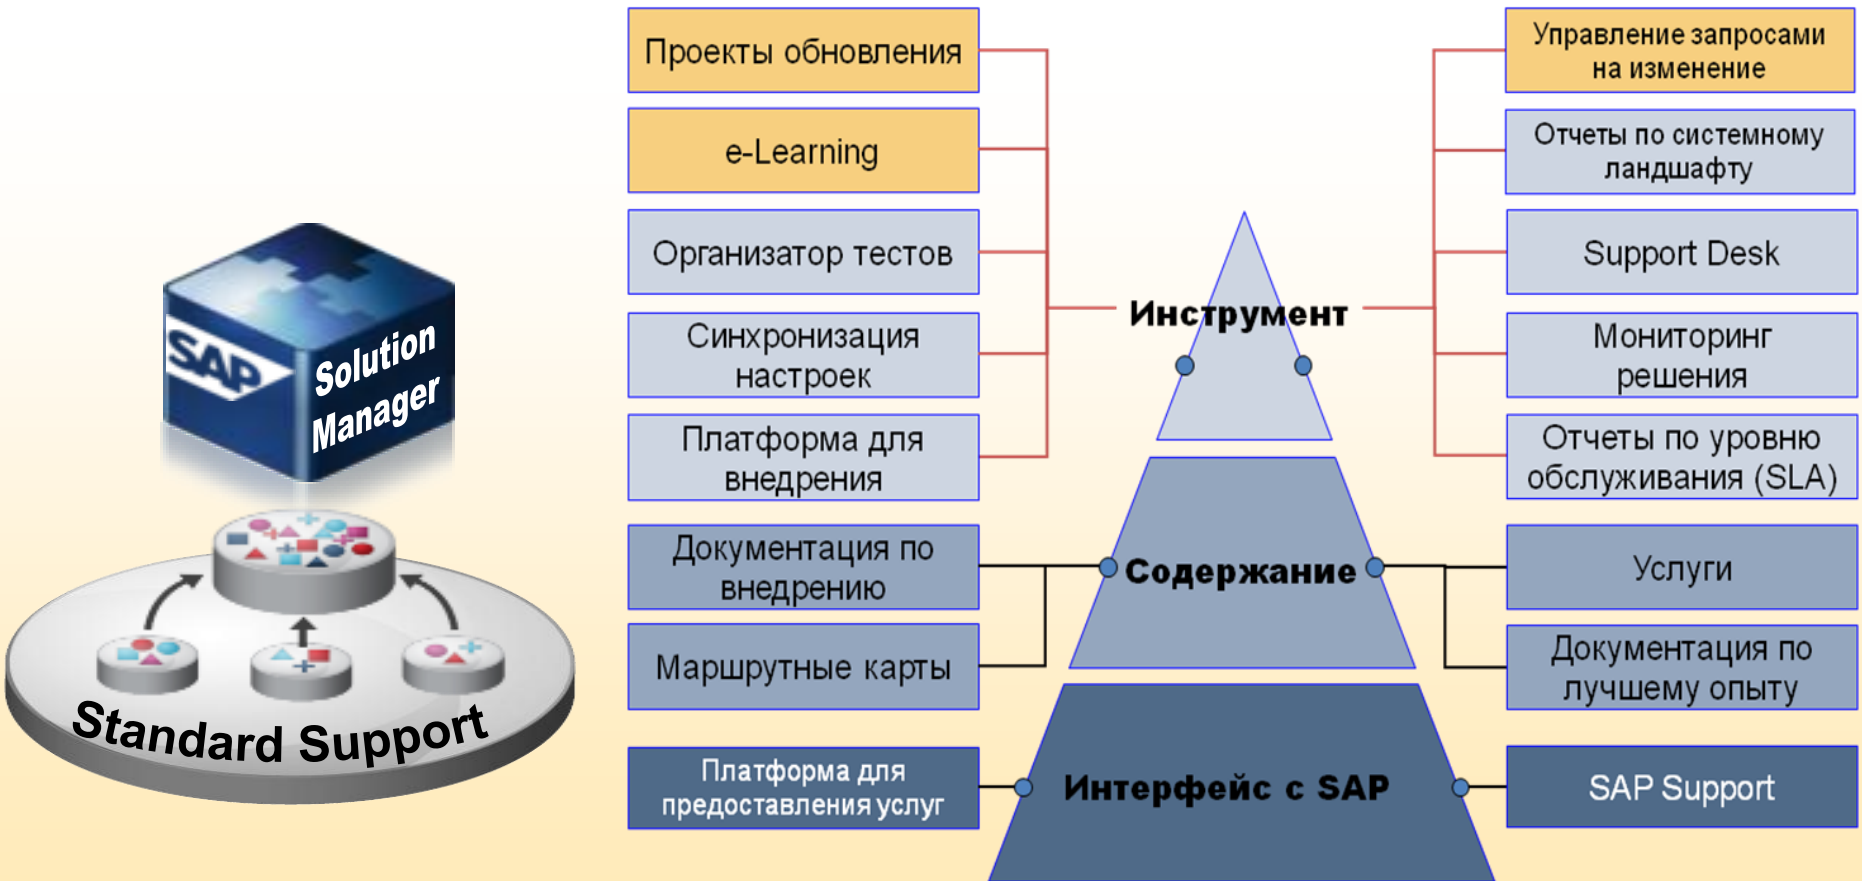 SAP
Solution
Manager
Standard Support
Проекты обновления
e-Learning
Организатор тестов
Синхронизация
настроек
Платформа для
внедрения
Документация по
внедрению
Маршрутные карты
Платформа для
предоставления услуг
Инструмент
Содержание
Интерфейс с SAP
Управление запросами
на изменение
Отчеты по системному
ландшафту
Support Desk
Мониторинг
решения
Отчеты по уровню
обслуживания (SLA)
Услуги
Документация по
лучшему опыту
SAP Support